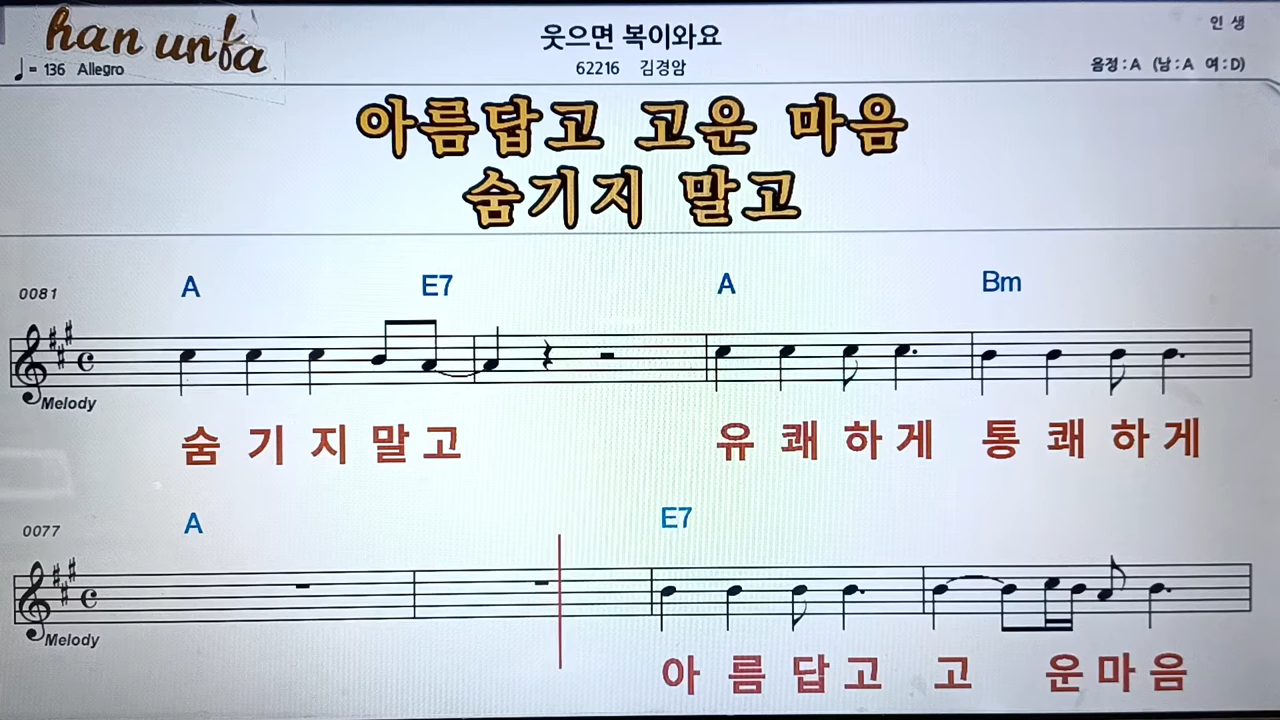 han unfa
웃으면 복이와요
인 생
♩= 136 Allegro
62216 김경암
음정 : A (남 : A 여 : D)
아름답고 고운 마음
숨기지 말고
0081
A E7 A Bm
Melody
숨 기 지 말 고 유 쾌 하 게 통 쾌 하 게
0077
A E7
Melody
아 름 답 고 고 운 마 음